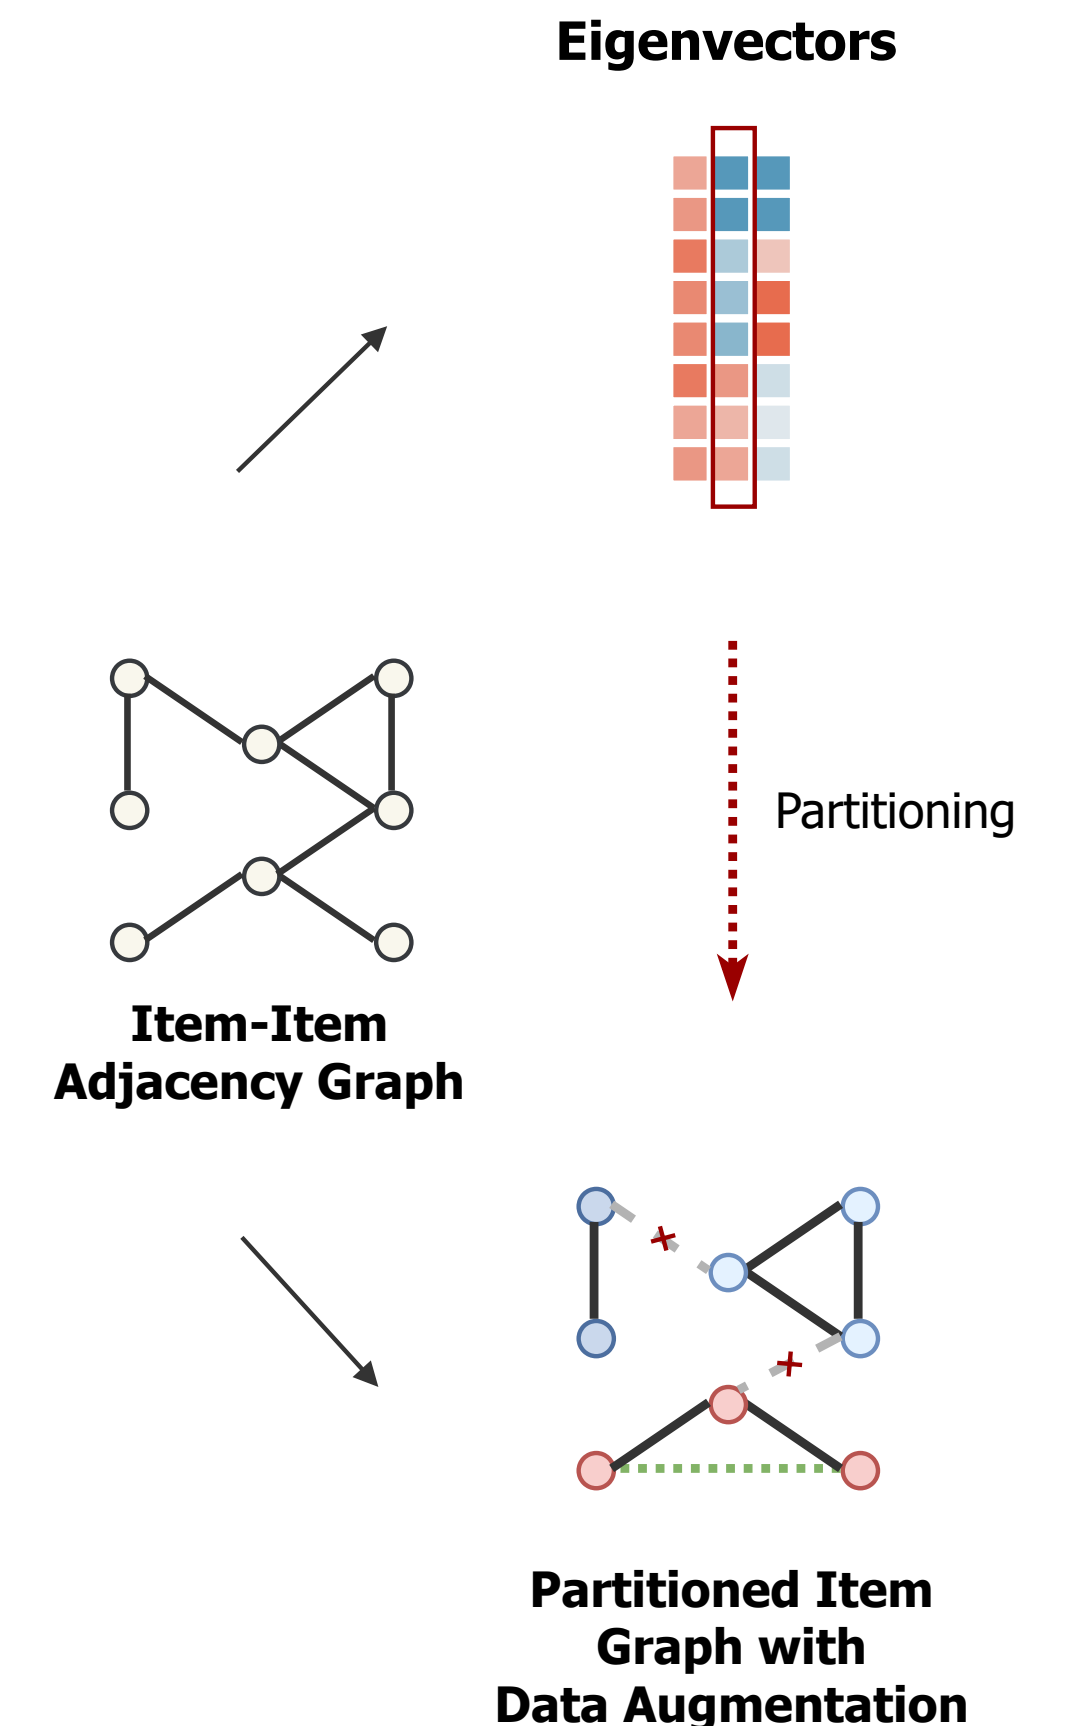 Eigenvectors
Partitioning
Item-Item
Adjacency Graph
Partitioned Item
Graph with
Data Augmentation